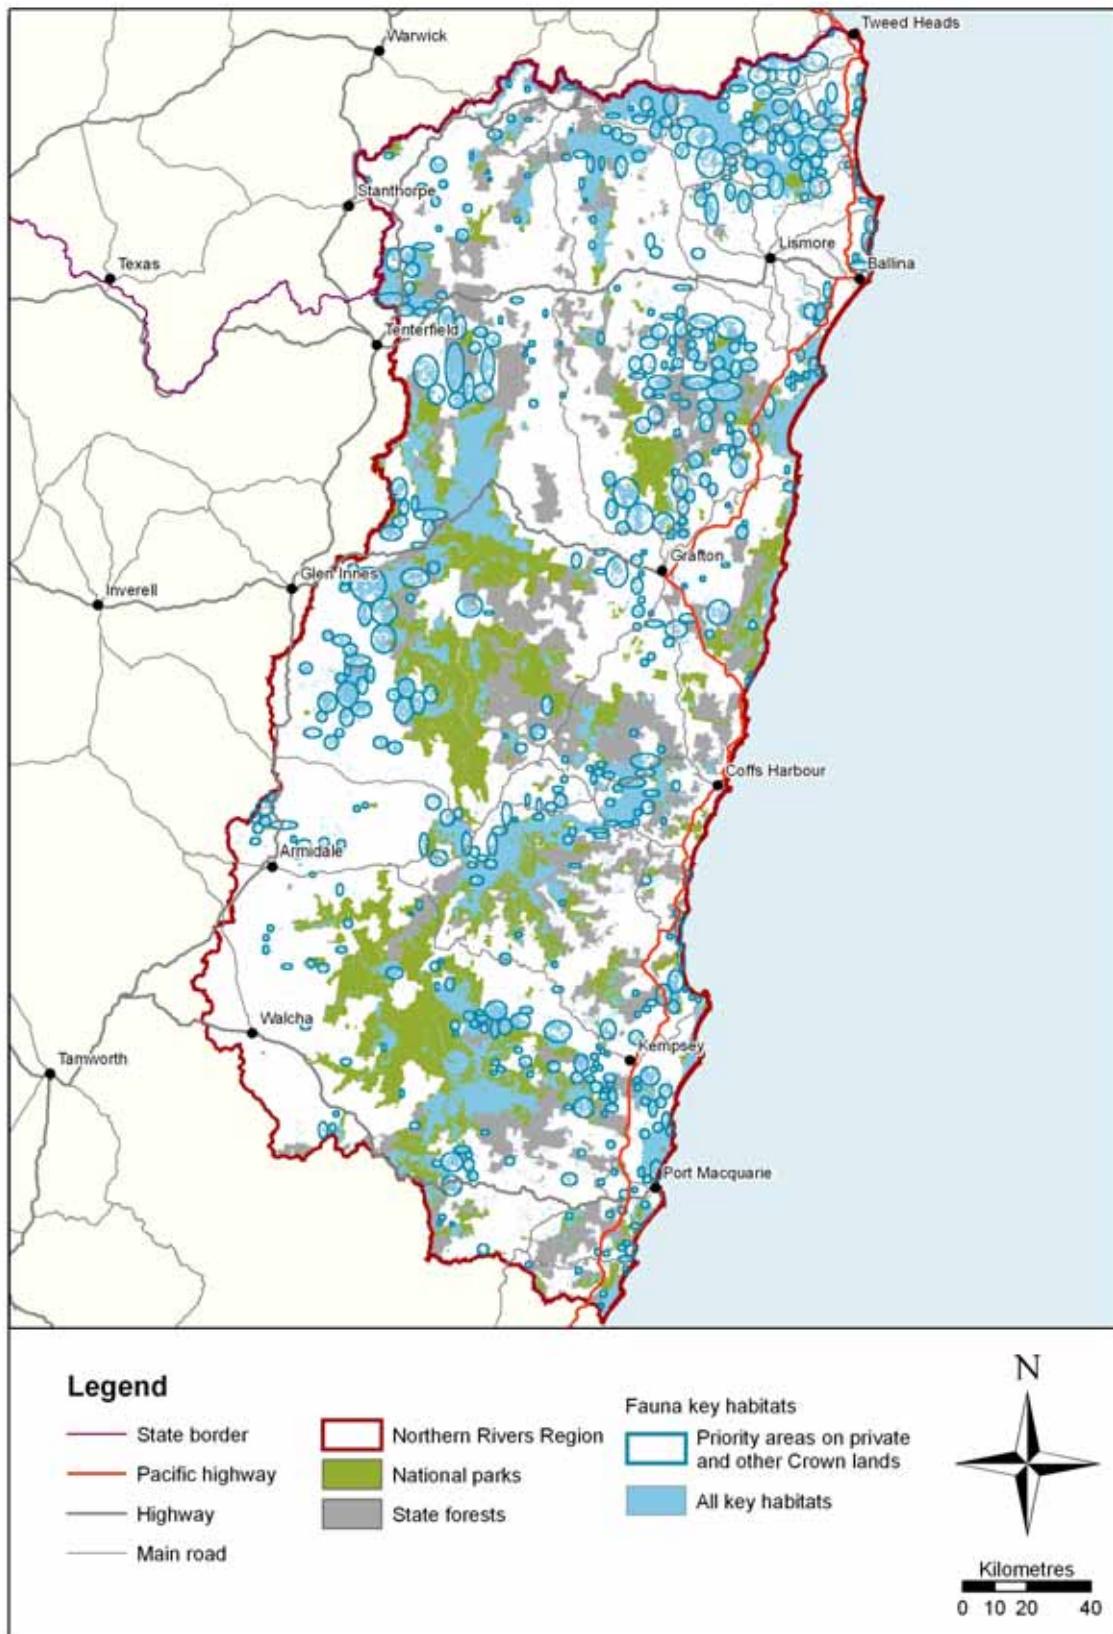 Tweed Heads
Warwick
Stanthorpe
Lismore
Texas
Ballina
Tenterfield
Grafton
Glen Innes
Inverell
Coffs Harbour
Armidale
Walcha
Kempsey
Tamworth
Port Macquarie
Legend
State border
Pacific highway
Highway
Main road
Northern Rivers Region
National parks
State forests
Fauna key habitats
Priority areas on private
and other Crown lands
All key habitats
N
Kilometres
0 10 20 40